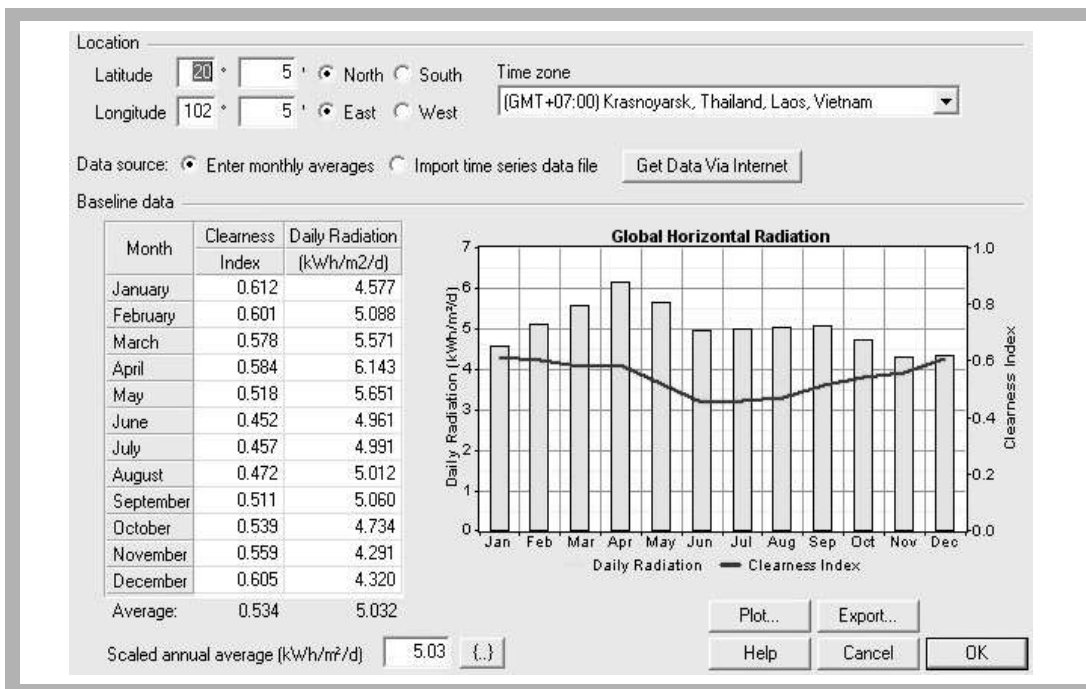 Location
Latitude 20 ° 5 ' North South Time zone
Longitude 102 ° 5 ' East West (GMT+07:00) Krasnoyarsk, Thailand, Laos, Vietnam
Data source: Enter monthly averages Import time series data file Get Data Via Internet
Baseline data
Month Clearness Daily Radiation
Index (kWh/m2/d)
January 0.612 4.577
February 0.601 5.088
March 0.578 5.571
April 0.584 6.143
May 0.518 5.651
June 0.452 4.961
July 0.457 4.991
August 0.472 5.012
September 0.511 5.060
October 0.539 4.734
November 0.559 4.291
December 0.605 4.320
Average: 0.534 5.032
Scaled annual average (kWh/m²/d) 5.03 {..}
Global Horizontal Radiation
Daily Radiation (kWh/m²/d)
7
6
5
4
3
2
1
0
1.0
0.8
0.6
0.4
0.2
0.0
Clearness Index
Jan Feb Mar Apr May Jun Jul Aug Sep Oct Nov Dec
Daily Radiation Clearness Index
Plot... Export...
Help Cancel OK